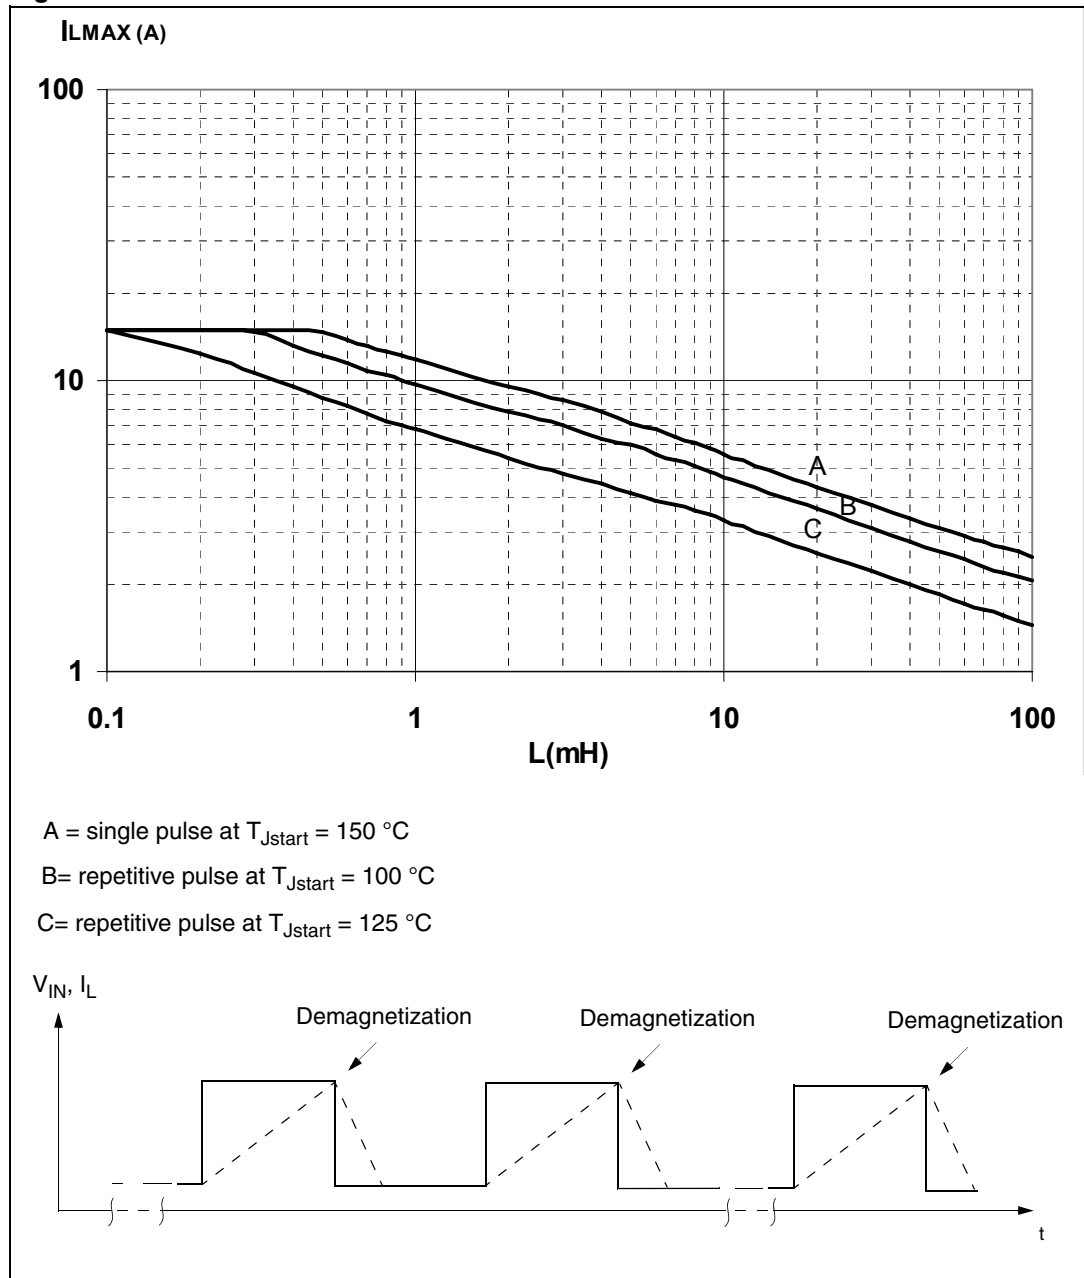 ILMAX (A)
100
10
1
A
B
C
0.1 1 10 100
L(mH)
A = single pulse at TJstart = 150 °C
B= repetitive pulse at TJstart = 100 °C
C= repetitive pulse at TJstart = 125 °C
VIN, IL
Demagnetization Demagnetization Demagnetization
t